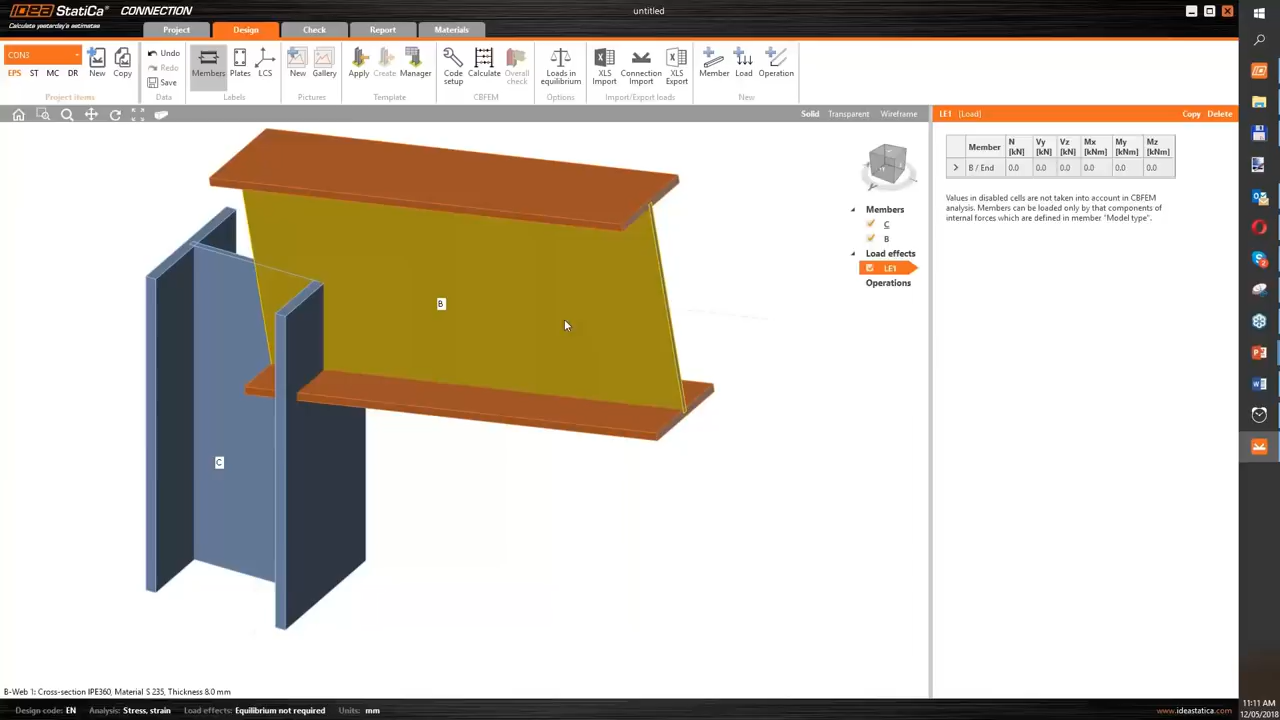 IDEA StatiCa® CONNECTION
Calculate yesterday's estimates
untitled
Project Design Check Report Materials
CON3
EPS ST MC DR
New Copy
Undo
Redo
Save
Members Plates LCS
New Gallery
Apply Create Manager
Code setup
Calculate
Overall check
Loads in equilibrium
XLS Import
Connection Import
XLS Export
Member Load Operation
Project items Data Labels Pictures Template CBFEM Options Import/Export loads New
Solid Transparent Wireframe
LE1 [Load] Copy Delete
Member N [kN] Vy [kN] Vz [kN] Mx [kNm] My [kNm] Mz [kNm]
B / End 0.0 0.0 0.0 0.0 0.0 0.0
Values in disabled cells are not taken into account in CBFEM
analysis. Members can be loaded only by that components of
internal forces which are defined in member "Model type".
Members
C
B
Load effects
LE1
Operations
B
C
B-Web 1: Cross-section IPE360, Material S 235, Thickness 8.0 mm
Design code: EN Analysis: Stress, strain Load effects: Equilibrium not required Units: mm
www.ideastatica.com
11:11 AM
12/05/2018